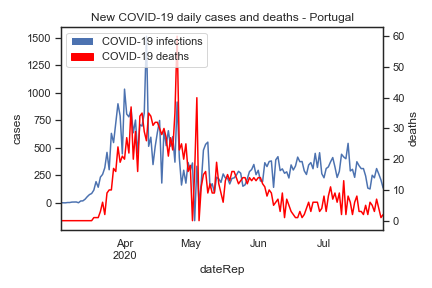 New COVID-19 daily cases and deaths - Portugal
COVID-19 infections
COVID-19 deaths
1500
1250
1000
750
500
250
0
cases
60
50
40
30
20
10
0
deaths
Apr
2020
May
Jun
Jul
dateRep